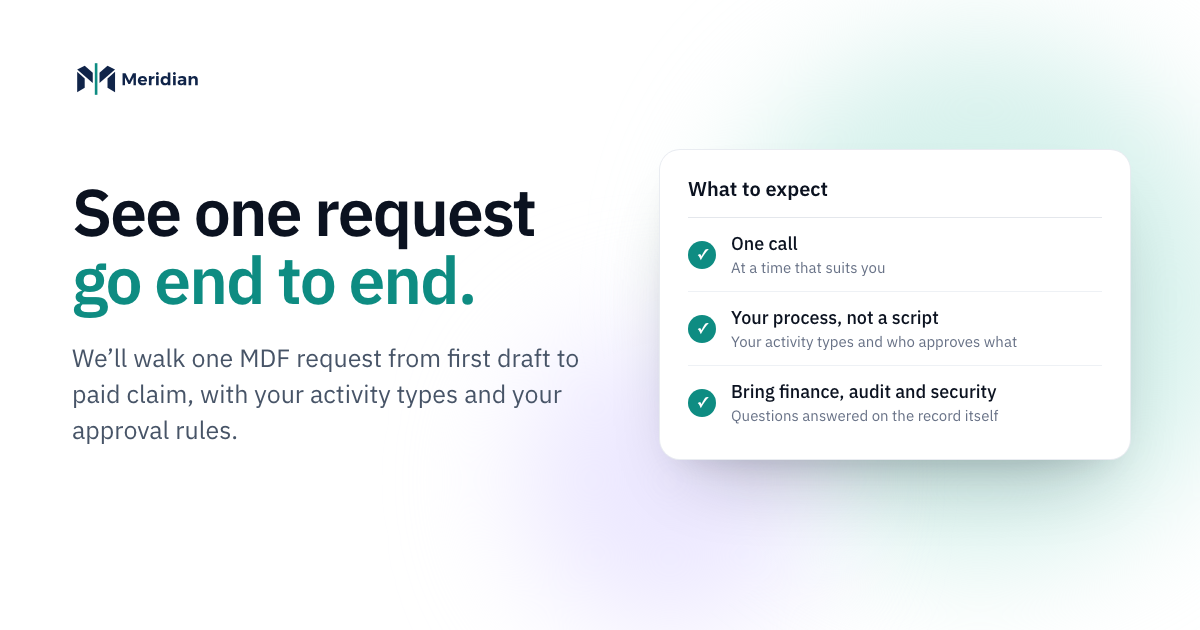 Meridian
See one request
go end to end.
We’ll walk one MDF request from first draft to
paid claim, with your activity types and your
approval rules.
What to expect
One call
At a time that suits you
Your process, not a script
Your activity types and who approves what
Bring finance, audit and security
Questions answered on the record itself